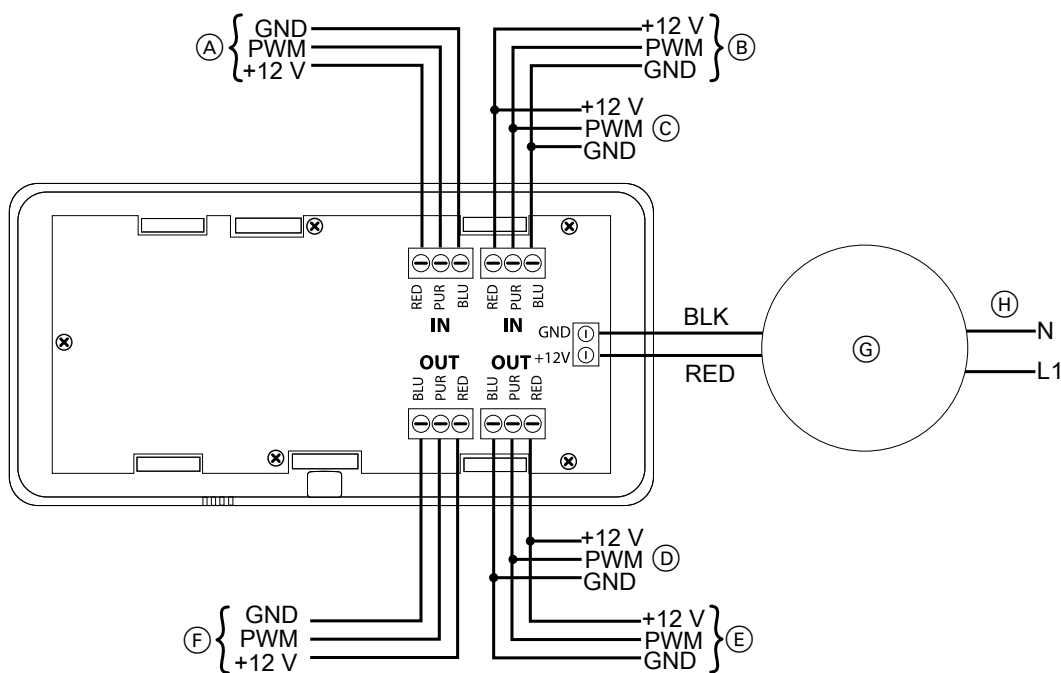 A
GND
PWM
+12 V
+12 V
PWM
GND
B
+12 V
PWM
GND
C
RED PUR BLU
IN
RED PUR BLU
IN
GND
+12V
BLK
RED
G
H
N
L1
OUT
BLU PUR RED
OUT
BLU PUR RED
+12 V
PWM
GND
D
F
GND
PWM
+12 V
+12 V
PWM
GND
E